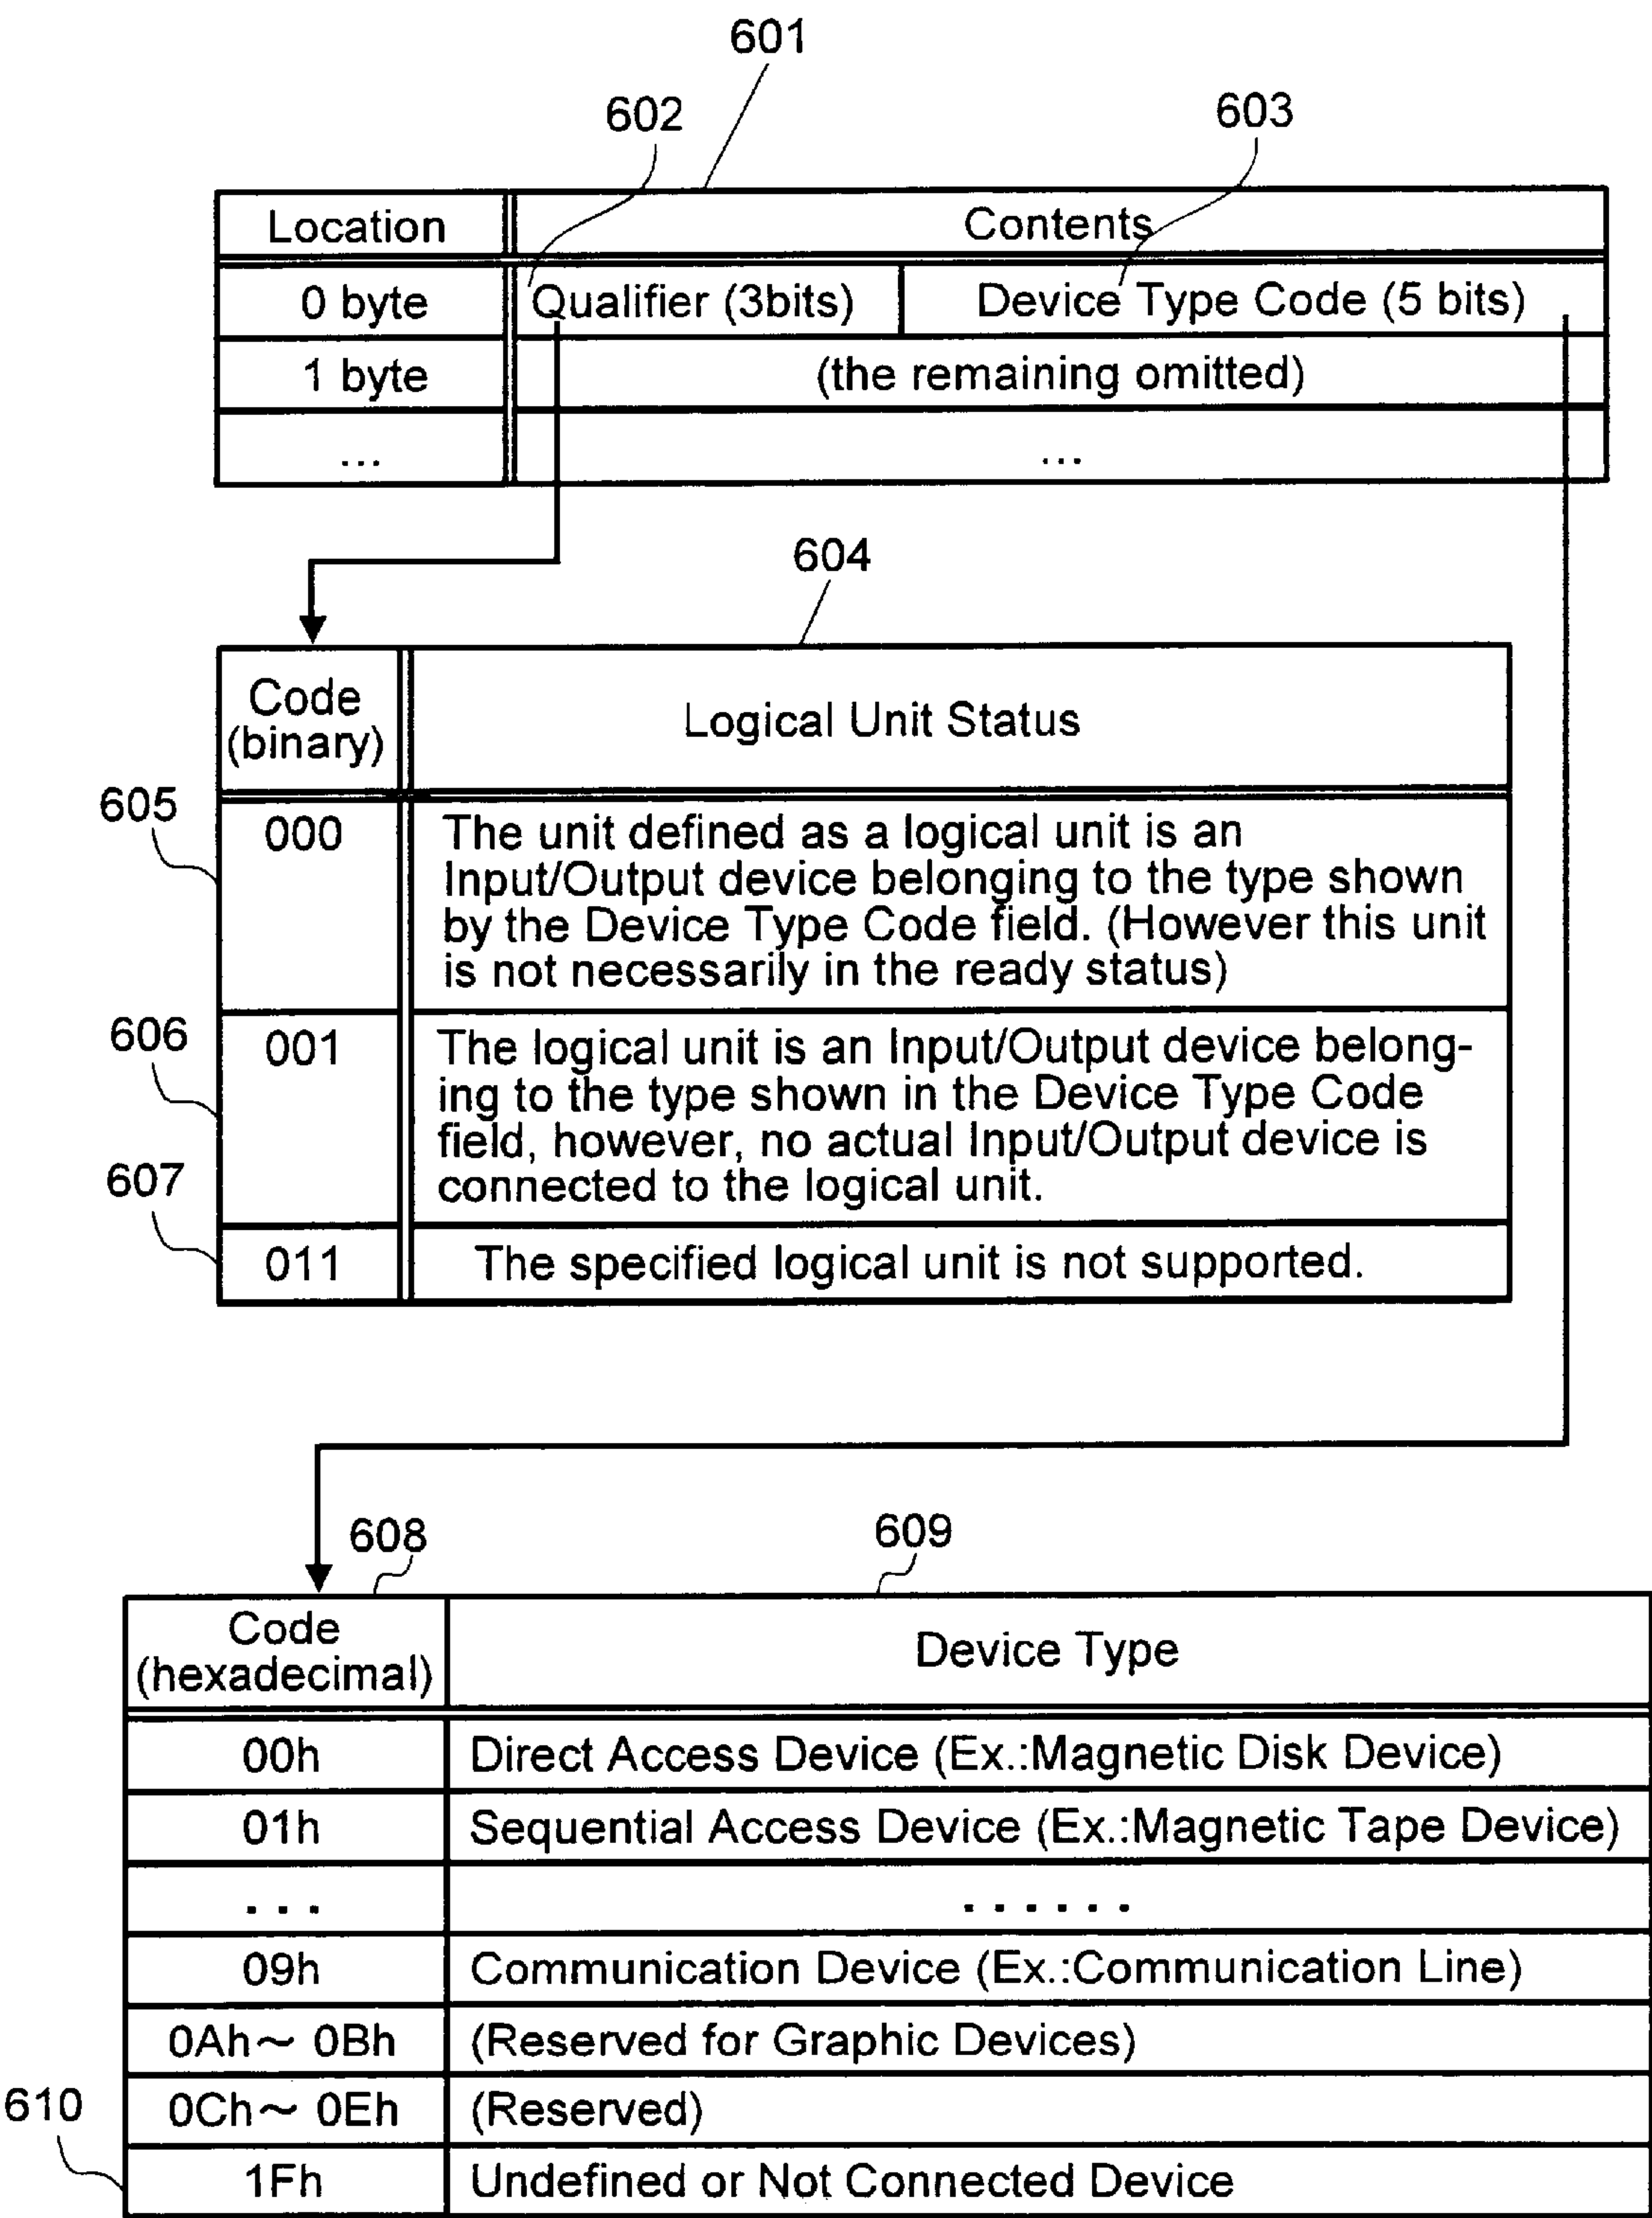 601
602
603
Location
Contents
0 byte
Qualifier (3bits)
Device Type Code (5 bits)
1 byte
(the remaining omitted)
...
...
604
Code
(binary)
Logical Unit Status
605
000
The unit defined as a logical unit is an
Input/Output device belonging to the type shown
by the Device Type Code field. (However this unit
is not necessarily in the ready status)
606
001
The logical unit is an Input/Output device belong-
ing to the type shown in the Device Type Code
field, however, no actual Input/Output device is
connected to the logical unit.
607
011
The specified logical unit is not supported.
608
609
Code
(hexadecimal)
Device Type
00h
Direct Access Device (Ex.:Magnetic Disk Device)
01h
Sequential Access Device (Ex.:Magnetic Tape Device)
...
......
09h
Communication Device (Ex.:Communication Line)
0Ah~ 0Bh
(Reserved for Graphic Devices)
0Ch~ 0Eh
(Reserved)
610
1Fh
Undefined or Not Connected Device